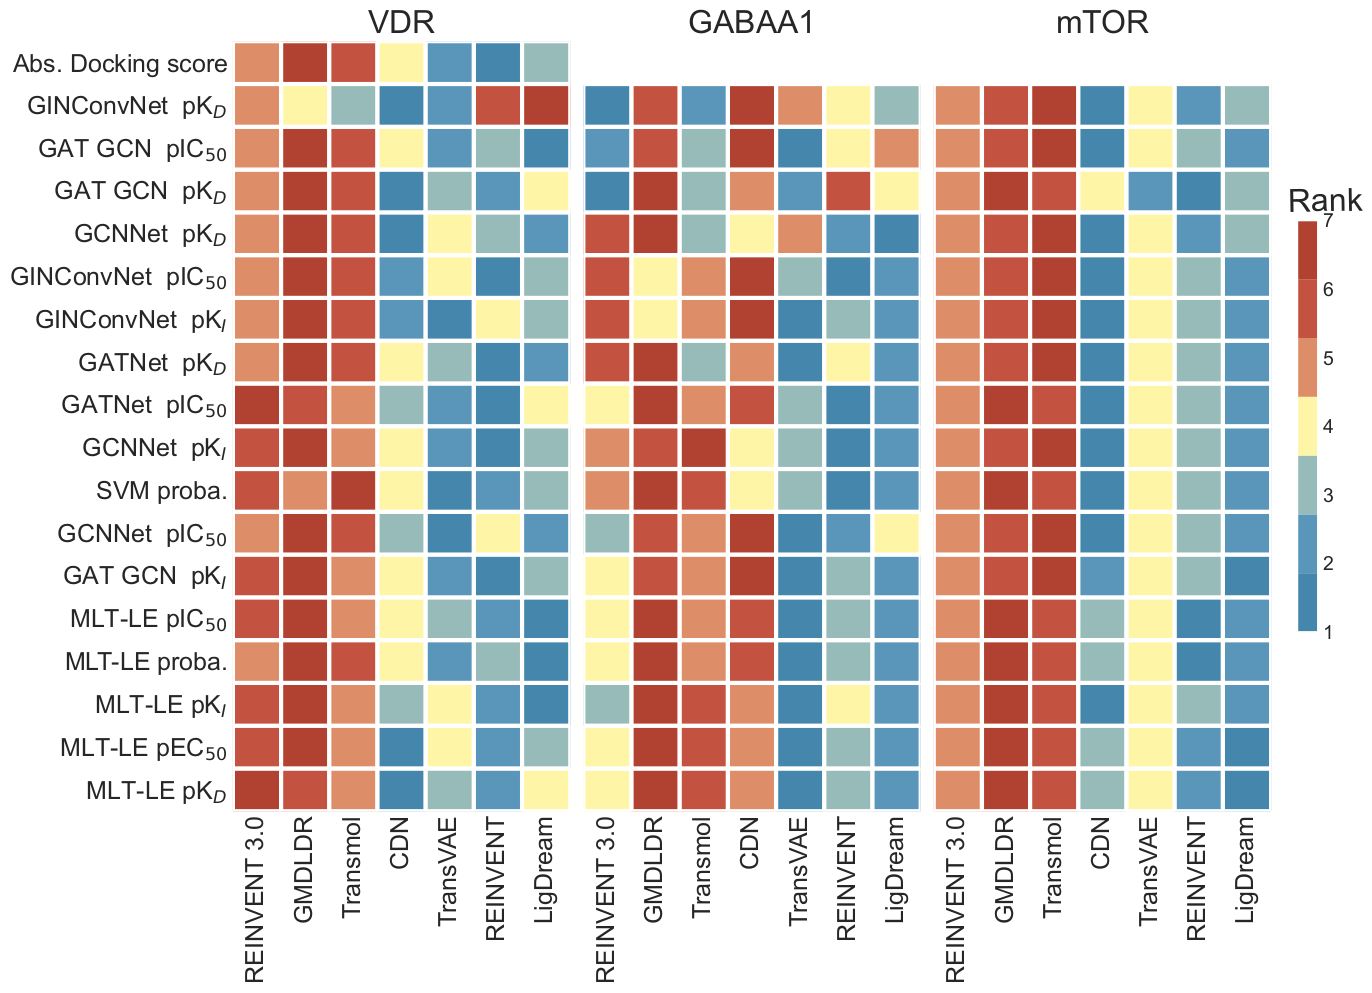 VDR GABAA1 mTOR
Abs. Docking score
GINConvNet pK_D
GAT GCN pIC_50
GAT GCN pK_D
GCNNet pK_D
GINConvNet pIC_50
GINConvNet pK_I
GATNet pK_D
GATNet pIC_50
GCNNet pK_I
SVM proba.
GCNNet pIC_50
GAT GCN pK_I
MLT-LE pIC_50
MLT-LE proba.
MLT-LE pK_I
MLT-LE pEC_50
MLT-LE pK_D
REINVENT 3.0
GMDLDR
Transmol
CDN
TransVAE
REINVENT
LigDream
REINVENT 3.0
GMDLDR
Transmol
CDN
TransVAE
REINVENT
LigDream
REINVENT 3.0
GMDLDR
Transmol
CDN
TransVAE
REINVENT
LigDream
Rank
7
6
5
4
3
2
1